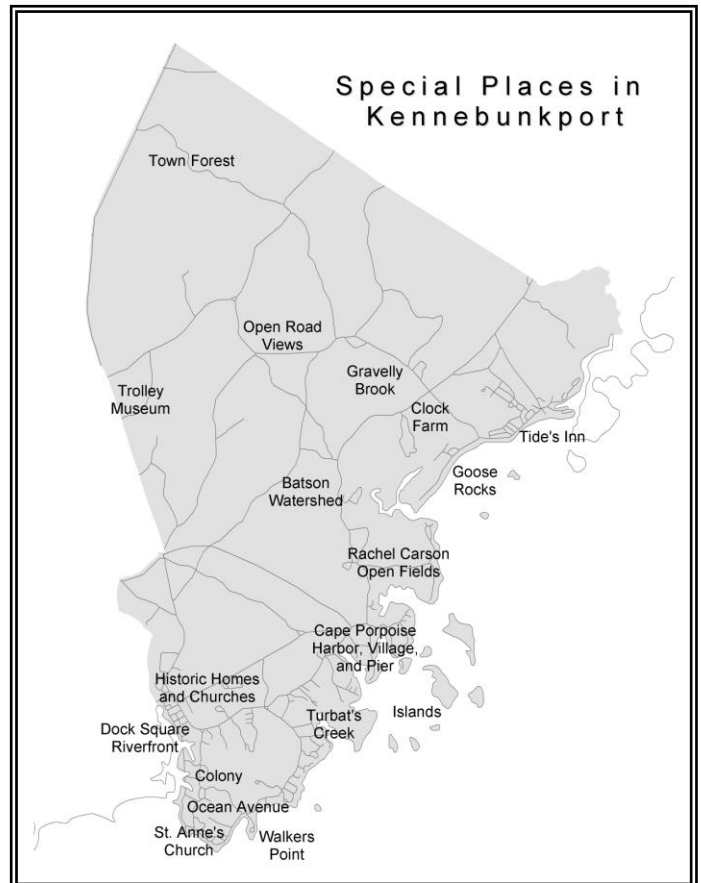 Special Places in
Kennebunkport
Town Forest
Open Road
Views
Gravelly
Brook
Trolley
Museum
Clock
Farm
Tide's Inn
Goose
Rocks
Batson
Watershed
Rachel Carson
Open Fields
Cape Porpoise
Harbor, Village,
and Pier
Historic Homes
and Churches
Islands
Turbat's
Creek
Dock Square
Riverfront
Colony
Ocean Avenue
St. Anne's
Church
Walkers
Point